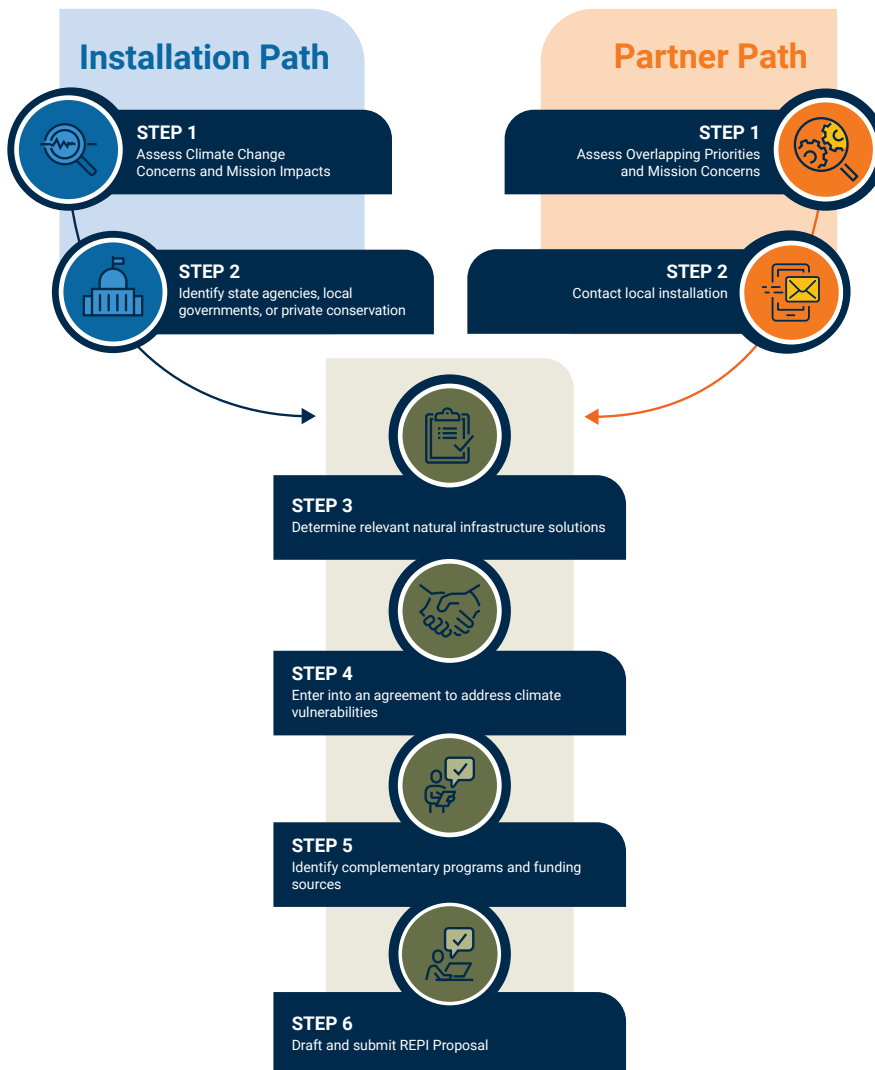 Installation Path
STEP 1
Assess Climate Change
Concerns and Mission Impacts
STEP 2
Identify state agencies, local
governments, or private conservation
Partner Path
STEP 1
Assess Overlapping Priorities
and Mission Concerns
STEP 2
Contact local installation
STEP 3
Determine relevant natural infrastructure solutions
STEP 4
Enter into an agreement to address climate
vulnerabilities
STEP 5
Identify complementary programs and funding
sources
STEP 6
Draft and submit REPI Proposal